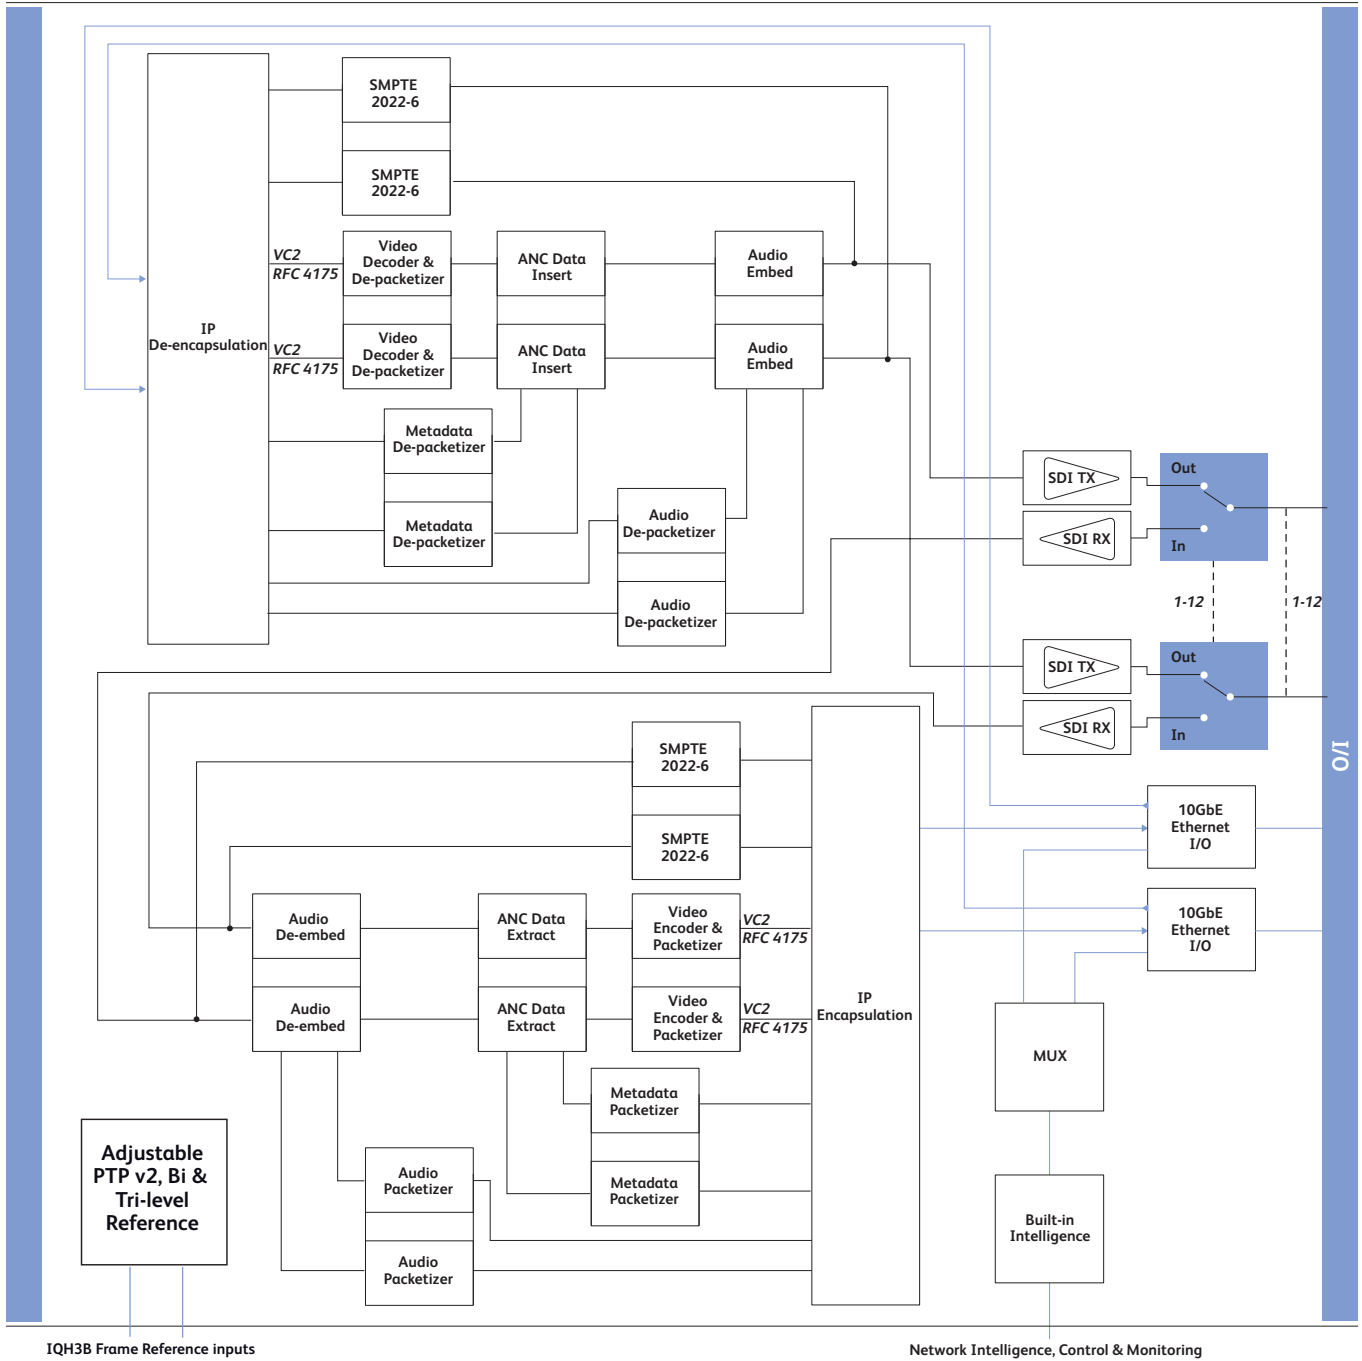 SMPTE
2022-6
SMPTE
2022-6
VC2
RFC 4175
Video
Decoder &
De-packetizer
ANC Data
Insert
Audio
Embed
IP
De-encapsulation
VC2
RFC 4175
Video
Decoder &
De-packetizer
ANC Data
Insert
Audio
Embed
Metadata
De-packetizer
Metadata
De-packetizer
Audio
De-packetizer
Audio
De-packetizer
SDI TX
Out
SDI RX
In
1-12
1-12
SDI TX
Out
SDI RX
In
I/O
SMPTE
2022-6
SMPTE
2022-6
10GbE
Ethernet
I/O
10GbE
Ethernet
I/O
Audio
De-embed
ANC Data
Extract
Video
Encoder &
Packetizer
VC2
RFC 4175
Audio
De-embed
ANC Data
Extract
Video
Encoder &
Packetizer
VC2
RFC 4175
IP
Encapsulation
MUX
Metadata
Packetizer
Metadata
Packetizer
Audio
Packetizer
Audio
Packetizer
Adjustable
PTP v2, Bi &
Tri-level
Reference
Built-in
Intelligence
IQH3B Frame Reference inputs
Network Intelligence, Control & Monitoring